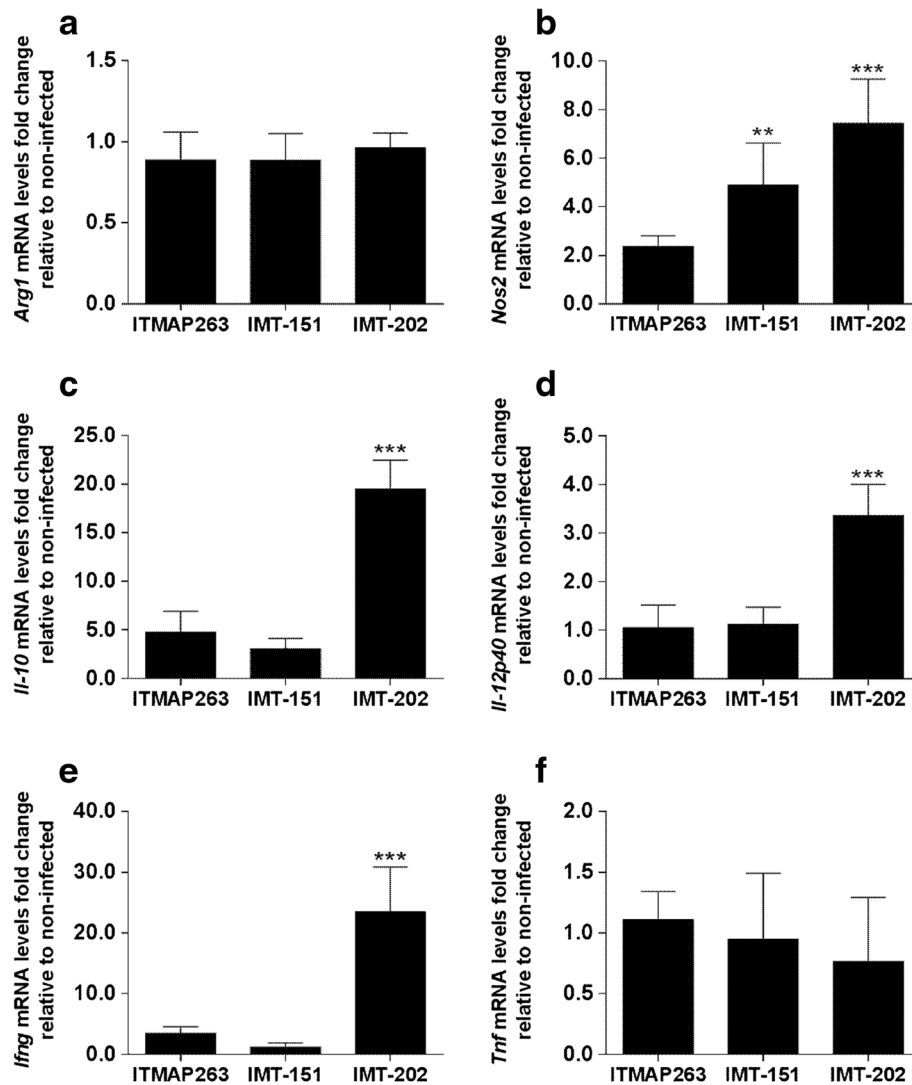 a
Arg1 mRNA levels fold change
relative to non-infected
1.5
1.0
0.5
0.0
ITMAP263 IMT-151 IMT-202
b
Nos2 mRNA levels fold change
relative to non-infected
10.0
8.0
6.0
4.0
2.0
0.0
**
***
ITMAP263 IMT-151 IMT-202
c
Il-10 mRNA levels fold change
relative to non-infected
25.0
20.0
15.0
10.0
5.0
0.0
***
ITMAP263 IMT-151 IMT-202
d
Il-12p40 mRNA levels fold change
relative to non-infected
5.0
4.0
3.0
2.0
1.0
0.0
***
ITMAP263 IMT-151 IMT-202
e
Ifng mRNA levels fold change
relative to non-infected
40.0
30.0
20.0
10.0
0.0
***
ITMAP263 IMT-151 IMT-202
f
Tnf mRNA levels fold change
relative to non-infected
2.0
1.5
1.0
0.5
0.0
ITMAP263 IMT-151 IMT-202